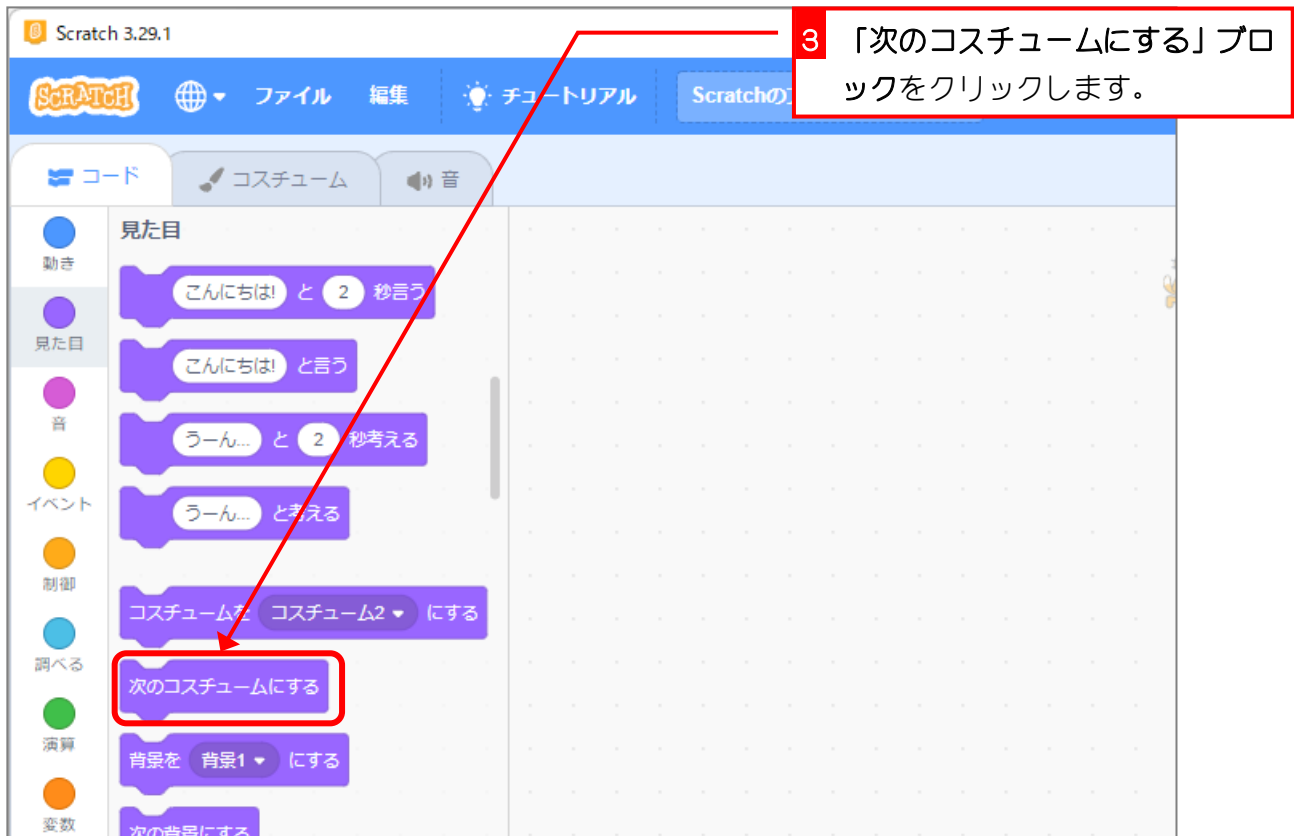 Scratch 3.29.1
3 「次のコスチュームにする」ブロ
ックをクリックします。
SCRATCH ファイル 編集 チュートリアル Scratchの
コード コスチューム 音
見た目
動き
見た目
音
イベント
制御
調べる
演算
変数
こんにちは! と 2 秒言う
こんにちは! と言う
うーん... と 2 秒考える
うーん... と考える
コスチュームを コスチューム2 にする
次のコスチュームにする
背景を 背景1 にする
次の背景にする